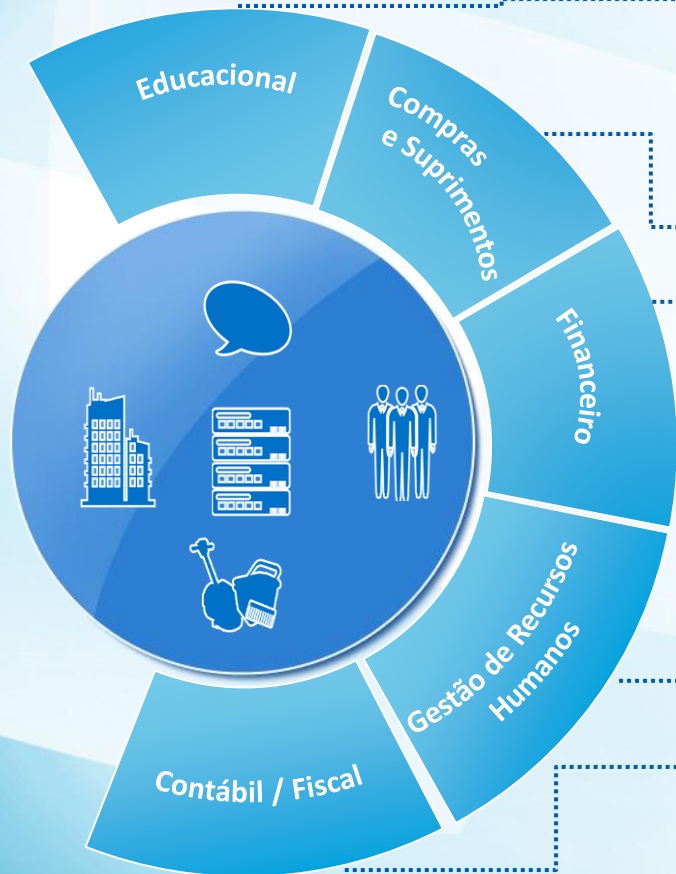 Educacional
Compras
e Suprimentos
Financeiro
Gestão de Recursos
Humanos
Contábil / Fiscal